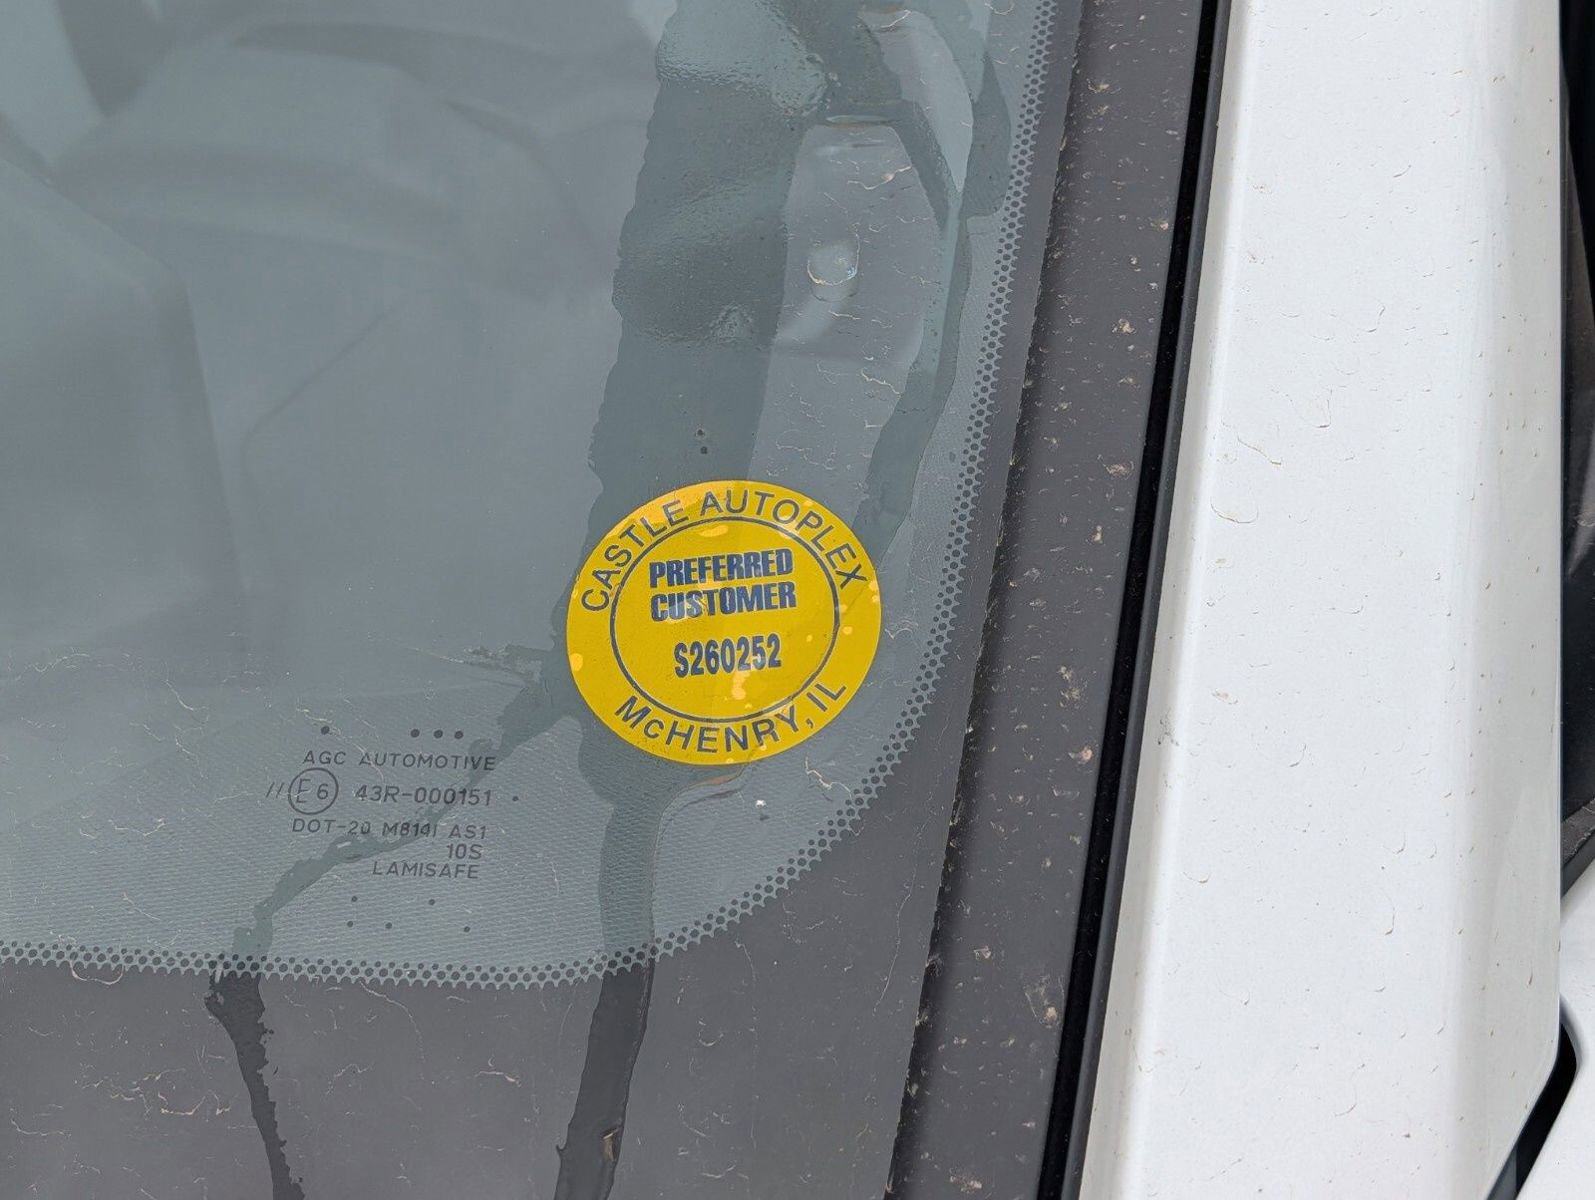 CASTLE AUTOPLEX
PREFERRED
CUSTOMER
S260252
McHENRY, IL
AGC AUTOMOTIVE
//(E6) 43R-000151
DOT-20 M814I AS1
10S
LAMISAFE